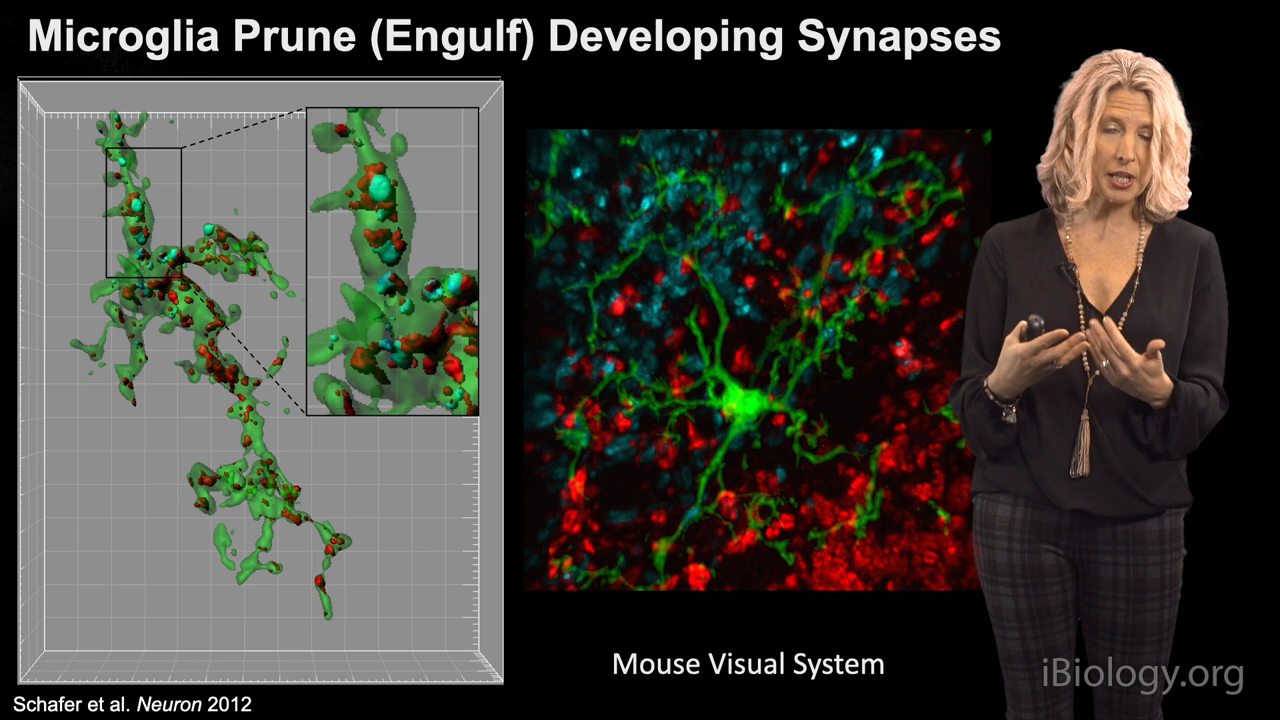 Microglia Prune (Engulf) Developing Synapses
Mouse Visual System
Schafer et al. Neuron 2012
iBiology.org